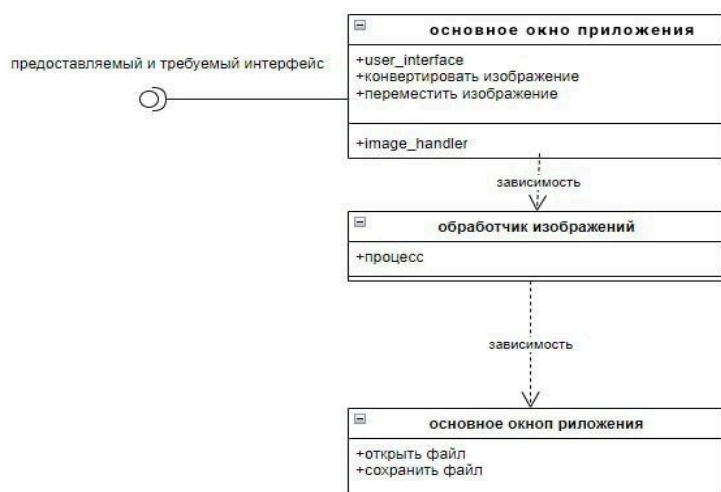 основное окно приложения
предоставляемый и требуемый интерфейс
+user_interface
+конвертировать изображение
+переместить изображение
+image_handler
зависимость
обработчик изображений
+процесс
зависимость
основное окноп риложения
+открыть файл
+сохранить файл